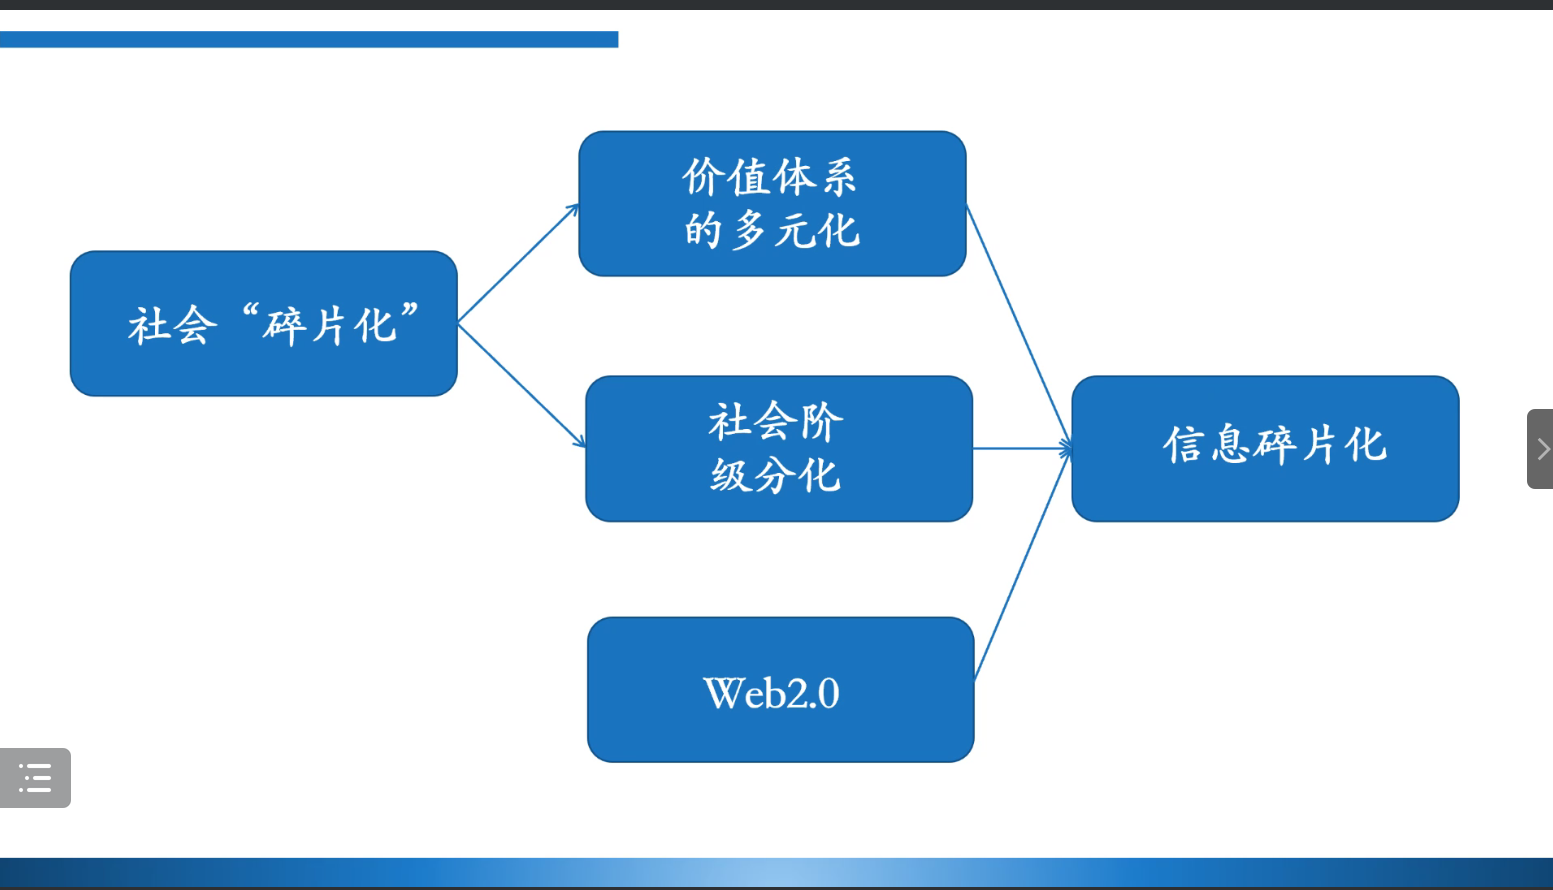 社会“碎片化”
价值体系
的多元化
社会阶
级分化
Web2.0
信息碎片化